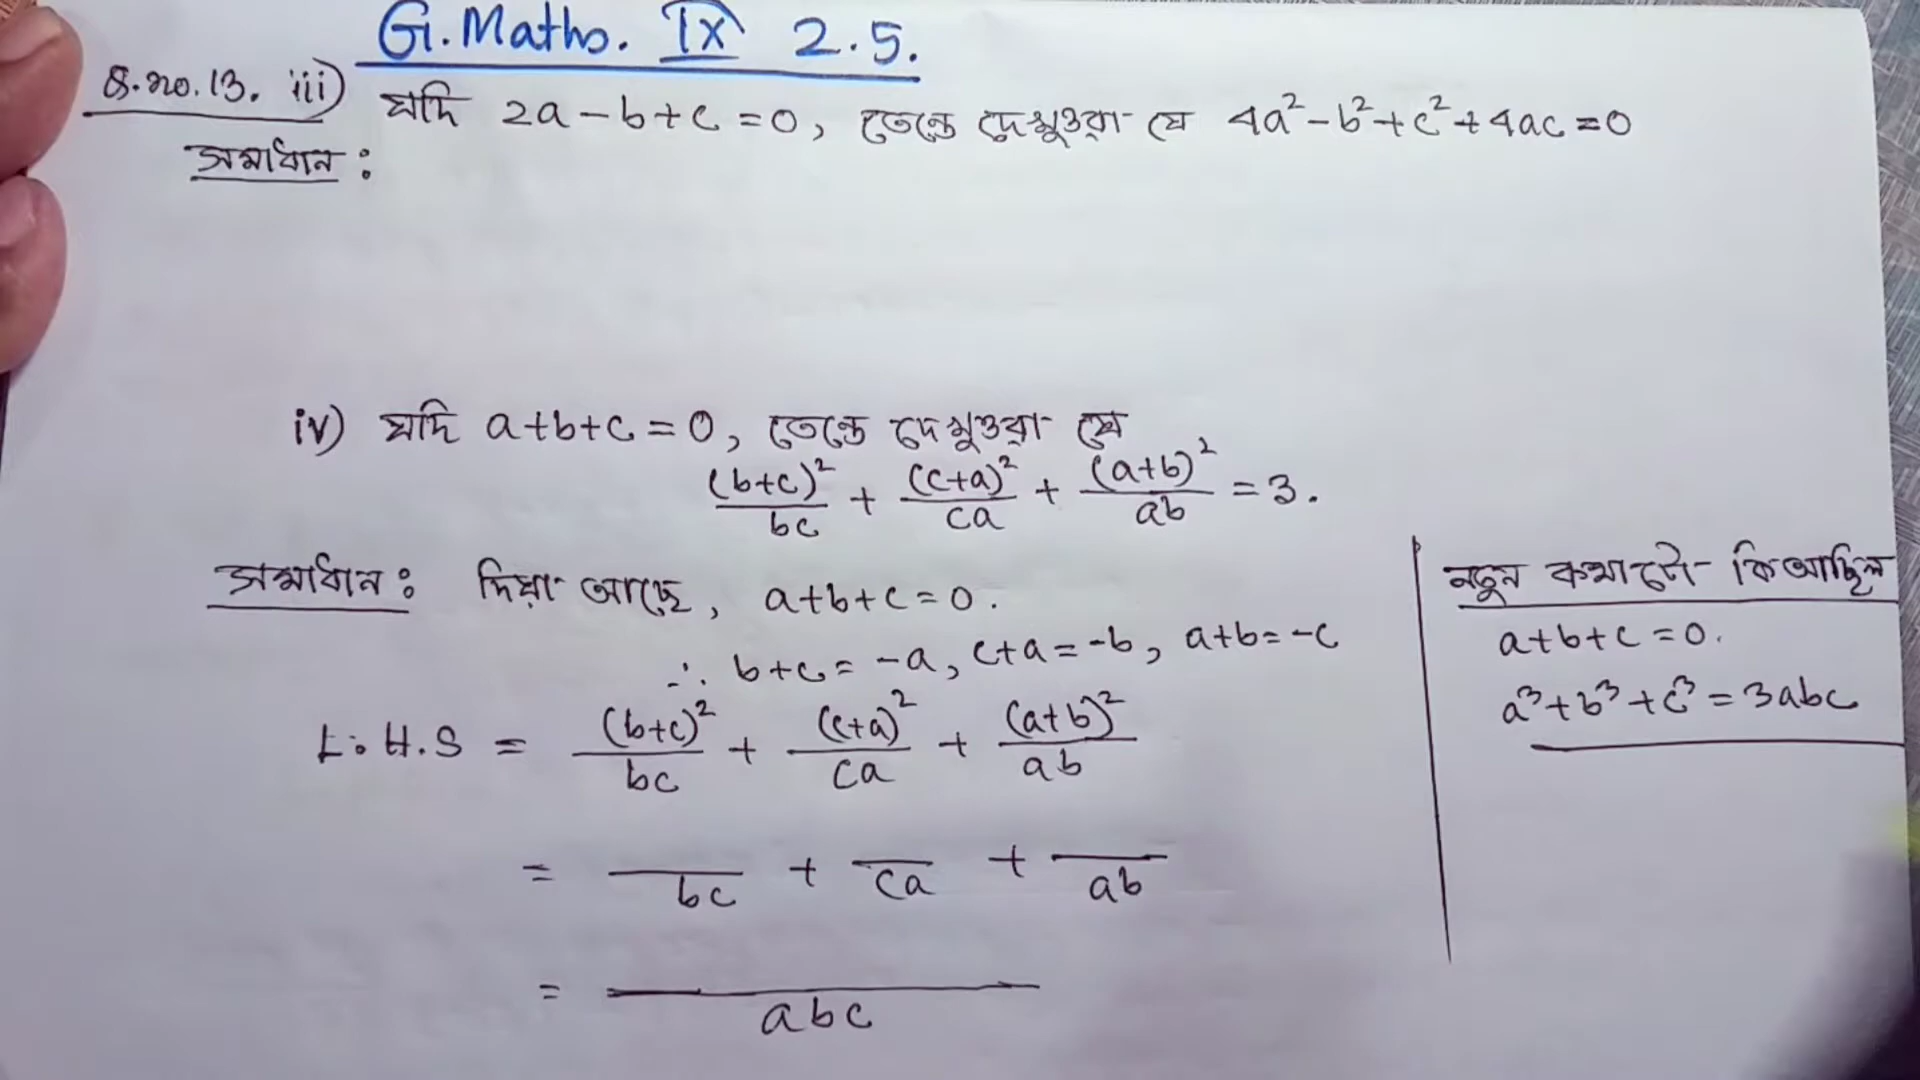 G. Maths. IX 2.5.
Q.no.13. iii) যদি 2a-b+c=0, তেন্তে দেখুওৱা যে 4a²-b²+c²+4ac=0
সমাধান:
iv) যদি a+b+c=0, তেন্তে দেখুওৱা যে
(b+c)²/bc + (c+a)²/ca + (a+b)²/ab = 3.
সমাধান: দিয়া আছে, a+b+c=0.
∴ b+c=-a, c+a=-b, a+b=-c
L.H.S = (b+c)²/bc + (c+a)²/ca + (a+b)²/ab
= /bc + /ca + /ab
= /abc
নতুন কথাটো কি আছিল
a+b+c=0.
a³+b³+c³=3abc